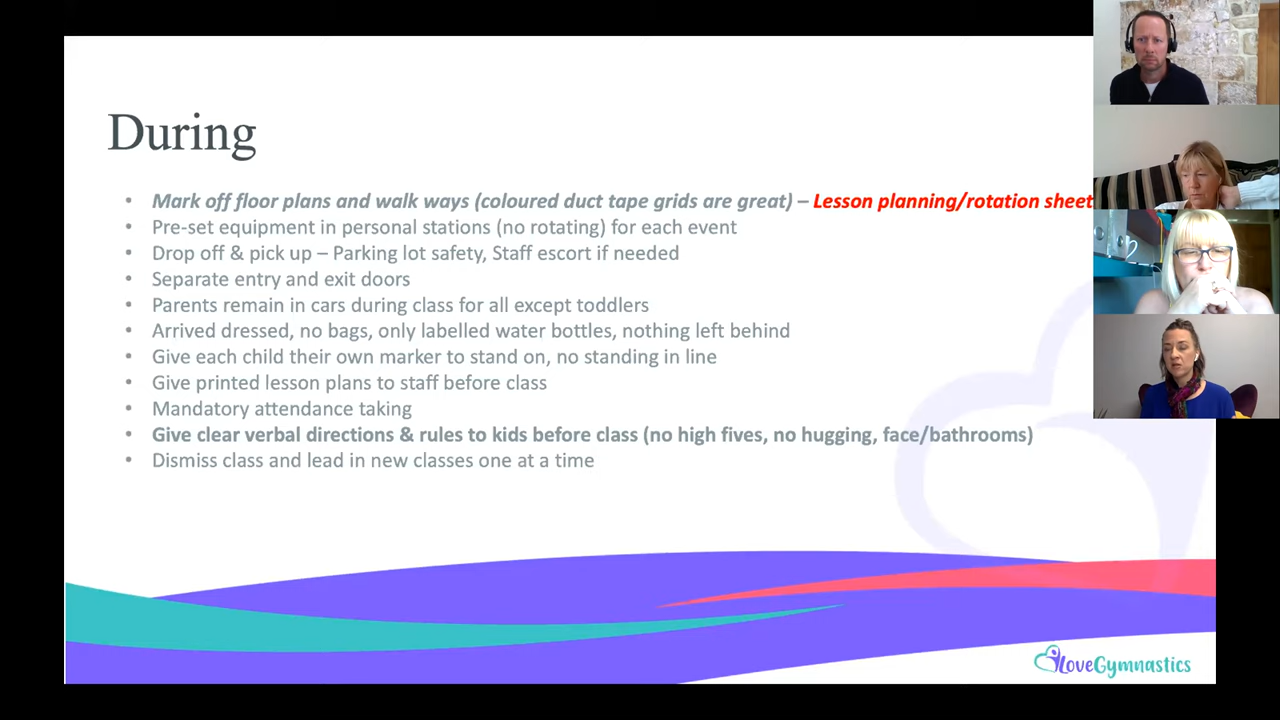 During
• Mark off floor plans and walk ways (coloured duct tape grids are great) – Lesson planning/rotation sheet
• Pre-set equipment in personal stations (no rotating) for each event
• Drop off & pick up – Parking lot safety, Staff escort if needed
• Separate entry and exit doors
• Parents remain in cars during class for all except toddlers
• Arrived dressed, no bags, only labelled water bottles, nothing left behind
• Give each child their own marker to stand on, no standing in line
• Give printed lesson plans to staff before class
• Mandatory attendance taking
• Give clear verbal directions & rules to kids before class (no high fives, no hugging, face/bathrooms)
• Dismiss class and lead in new classes one at a time
LoveGymnastics